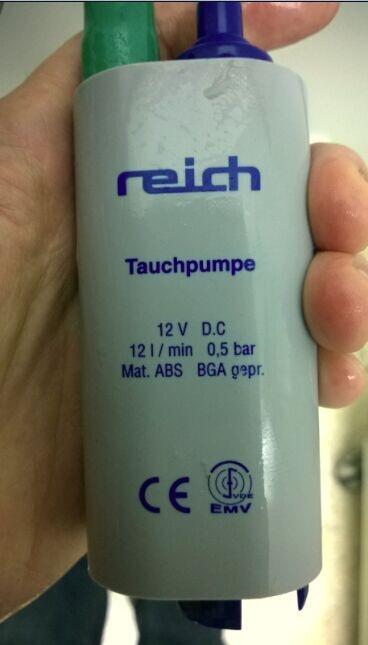 reich
Tauchpumpe
12 V D.C
12 l / min 0,5 bar
Mat. ABS BGA gepr.
CE VDE
EMV